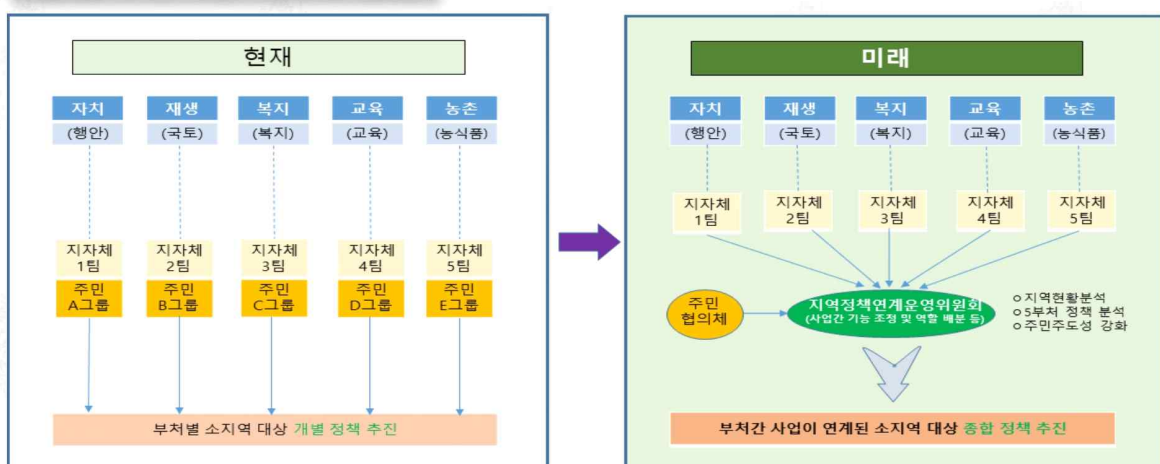 현재
자치 재생 복지 교육 농촌
(행안) (국토) (복지) (교육) (농식품)
지자체 지자체 지자체 지자체 지자체
1팀 2팀 3팀 4팀 5팀
주민 주민 주민 주민 주민
A그룹 B그룹 C그룹 D그룹 E그룹
부처별 소지역 대상 개별 정책 추진
미래
자치 재생 복지 교육 농촌
(행안) (국토) (복지) (교육) (농식품)
지자체 지자체 지자체 지자체 지자체
1팀 2팀 3팀 4팀 5팀
주민
협의체
지역정책연계운영위원회
(사업간 기능 조정 및 역할 배분 등)
ㅇ지역현황분석
ㅇ5부처 정책 분석
ㅇ주민주도성 강화
부처간 사업이 연계된 소지역 대상 종합 정책 추진